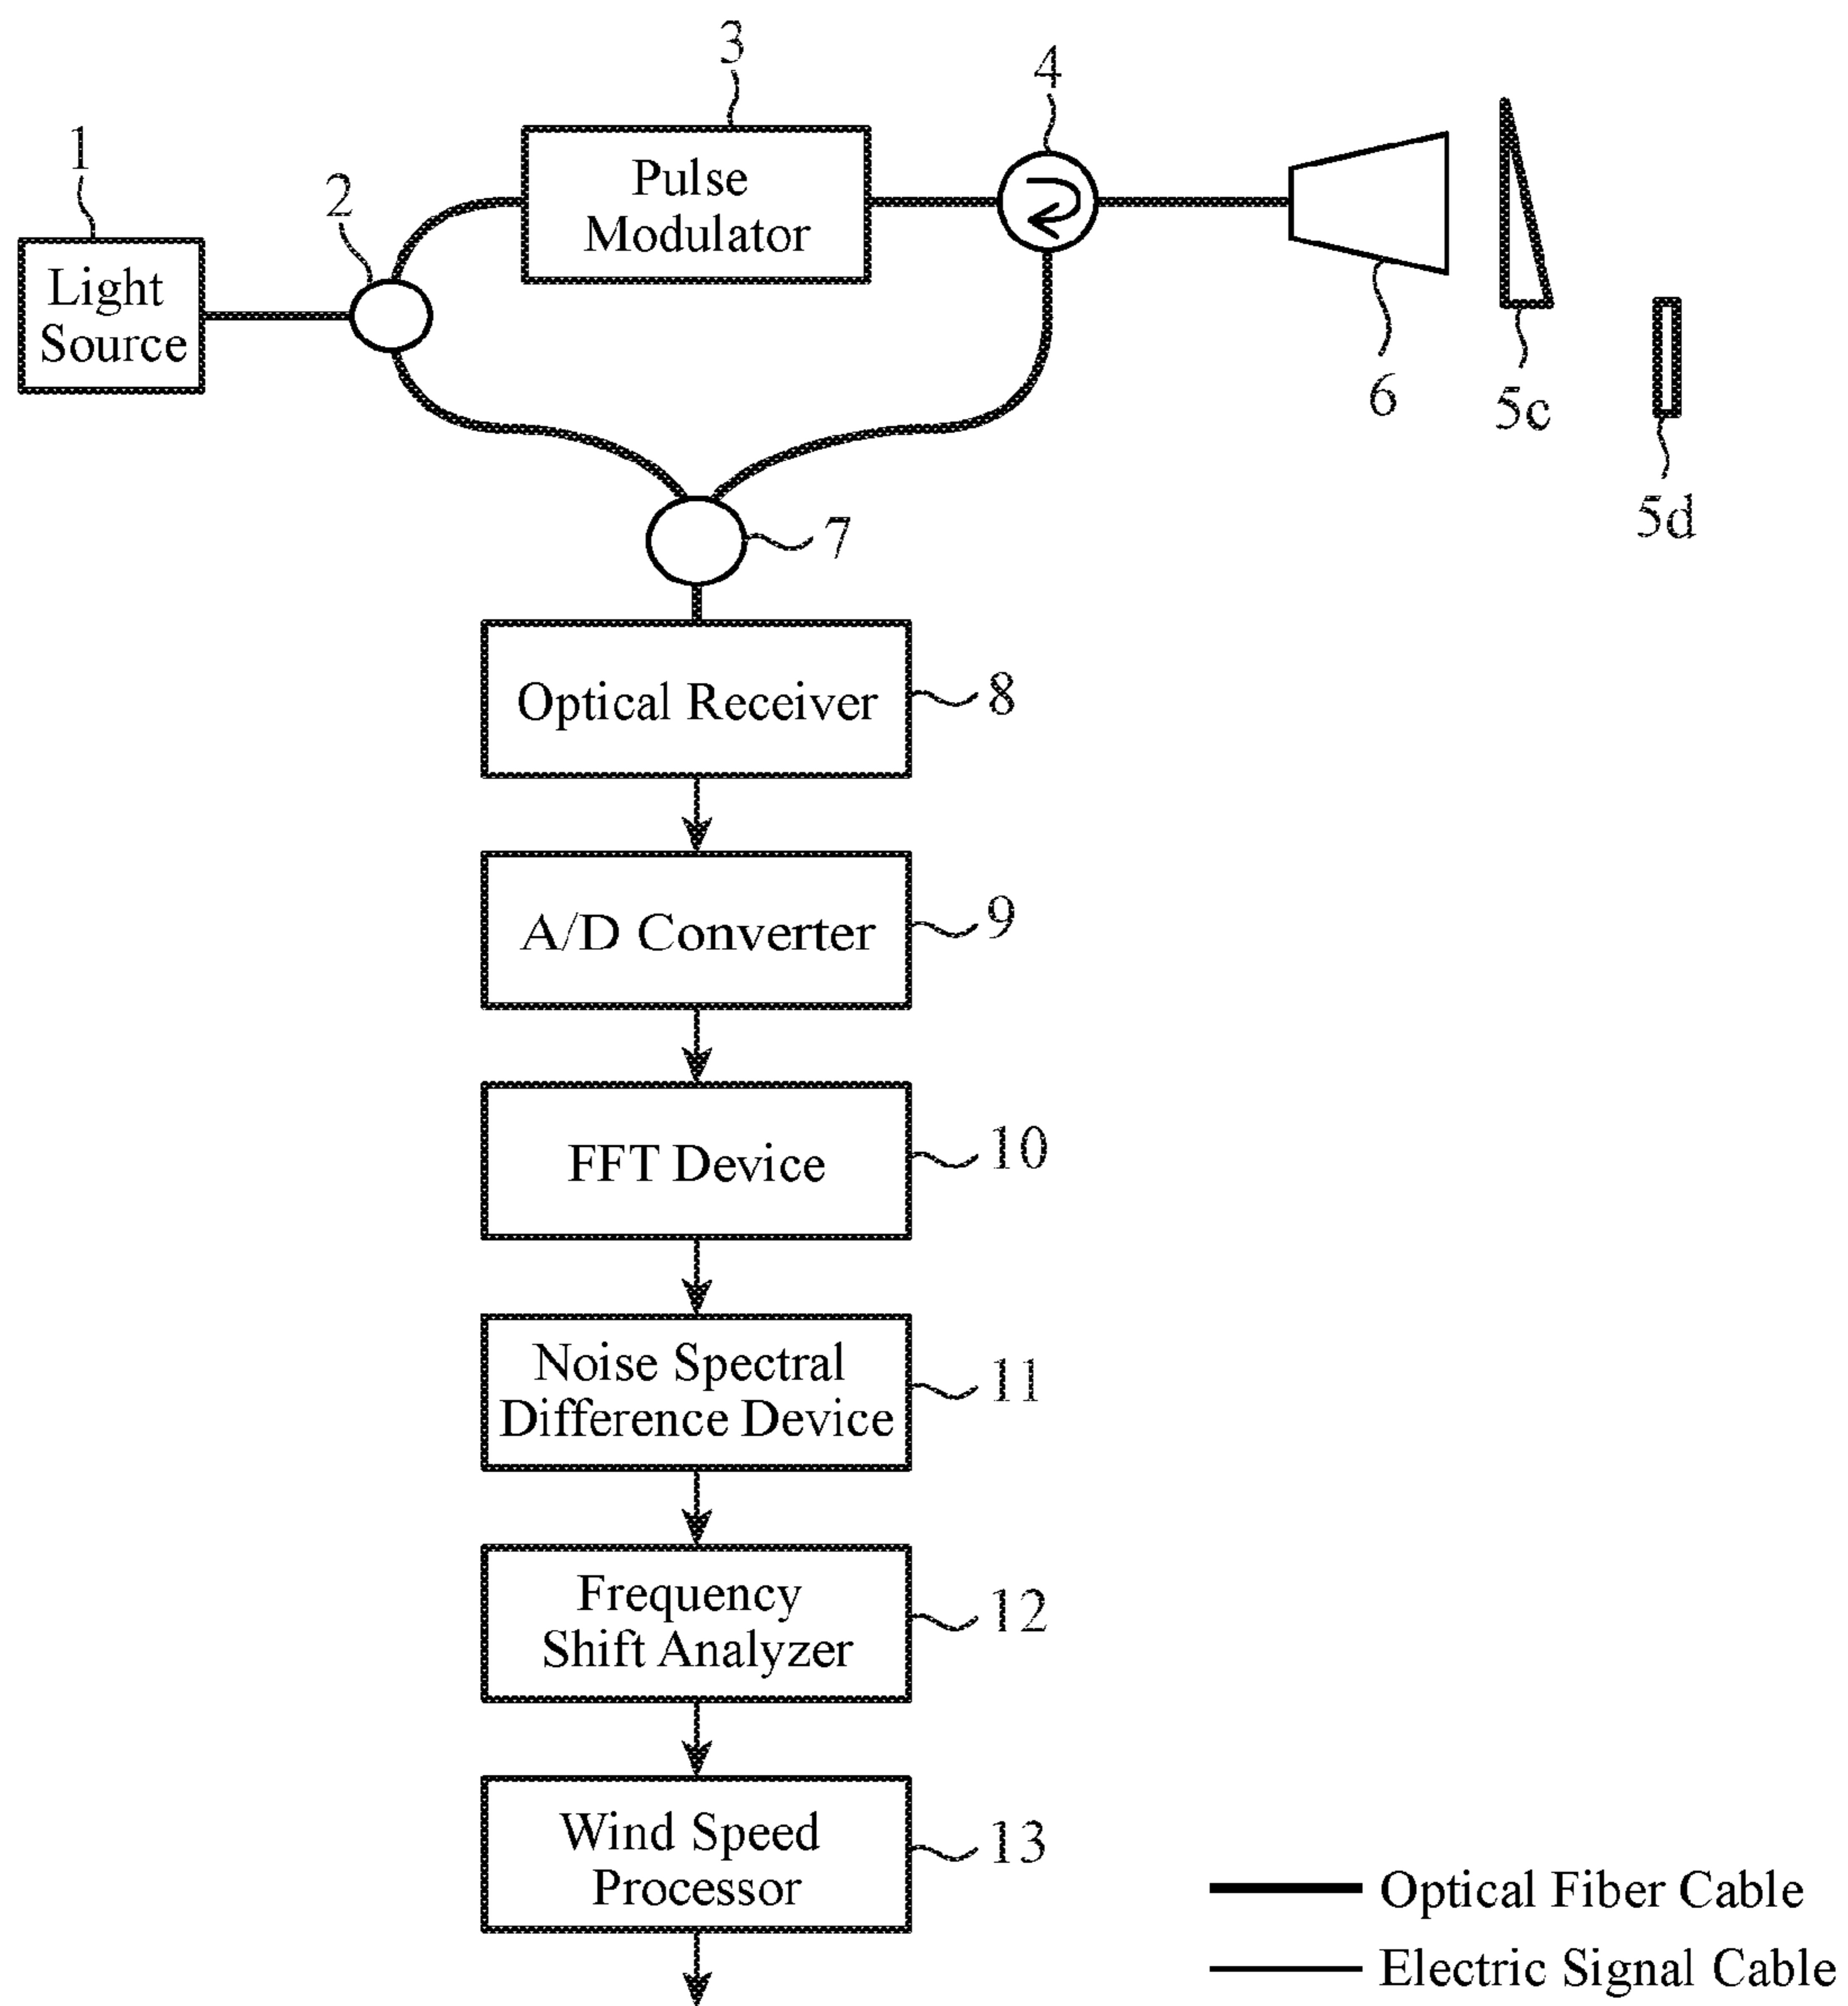 3
4
1
Pulse
Modulator
2
Light
Source
6
5c
5d
7
Optical Receiver
8
A/D Converter
9
FFT Device
10
Noise Spectral
Difference Device
11
Frequency
Shift Analyzer
12
Wind Speed
Processor
13
Optical Fiber Cable
Electric Signal Cable